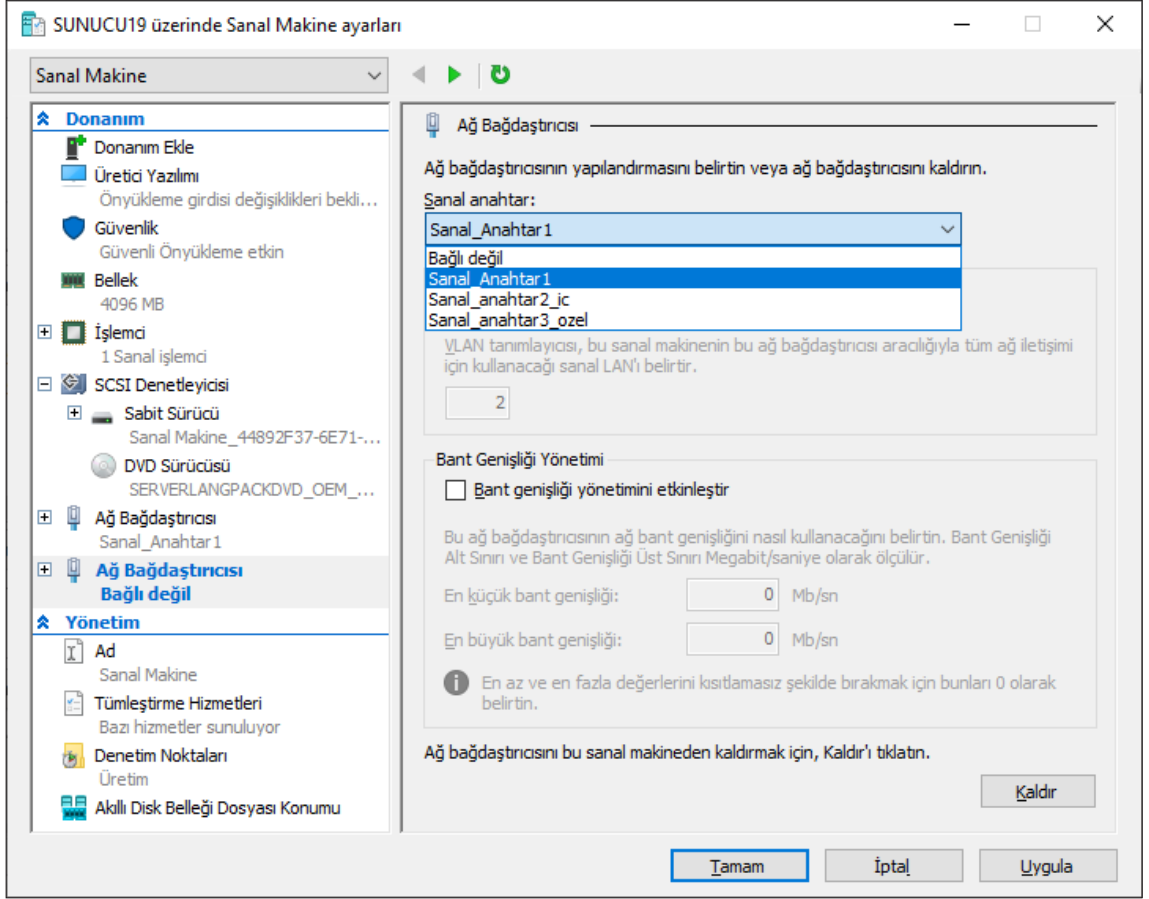 SUNUCU19 üzerinde Sanal Makine ayarları
Sanal Makine
Donanım
Donanım Ekle
Üretici Yazılımı
Önyükleme girdisi değişiklikleri bekli...
Güvenlik
Güvenli Önyükleme etkin
Bellek
4096 MB
İşlemci
1 Sanal işlemci
SCSI Denetleyicisi
Sabit Sürücü
Sanal Makine_44892F37-6E71-...
DVD Sürücüsü
SERVERLANGPACKDVD_OEM_...
Ağ Bağdaştırıcısı
Sanal_Anahtar1
Ağ Bağdaştırıcısı
Bağlı değil
Yönetim
Ad
Sanal Makine
Tümleştirme Hizmetleri
Bazı hizmetler sunuluyor
Denetim Noktaları
Üretim
Akıllı Disk Belleği Dosyası Konumu
Ağ Bağdaştırıcısı
Ağ bağdaştırıcısının yapılandırmasını belirtin veya ağ bağdaştırıcısını kaldırın.
Sanal anahtar:
Sanal_Anahtar1
Bağlı değil
Sanal_Anahtar1
Sanal_anahtar2_ic
Sanal_anahtar3_ozel
VLAN tanımlayıcısı, bu sanal makinenin bu ağ bağdaştırıcısı aracılığıyla tüm ağ iletişimi
için kullanacağı sanal LAN'ı belirtir.
2
Bant Genişliği Yönetimi
Bant genişliği yönetimini etkinleştir
Bu ağ bağdaştırıcısının ağ bant genişliğini nasıl kullanacağını belirtin. Bant Genişliği
Alt Sınırı ve Bant Genişliği Üst Sınırı Megabit/saniye olarak ölçülür.
En küçük bant genişliği: 0 Mb/sn
En büyük bant genişliği: 0 Mb/sn
En az ve en fazla değerlerini kısıtlamasız şekilde bırakmak için bunları 0 olarak
belirtin.
Ağ bağdaştırıcısını bu sanal makineden kaldırmak için, Kaldır'ı tıklatın.
Kaldır
Tamam İptal Uygula